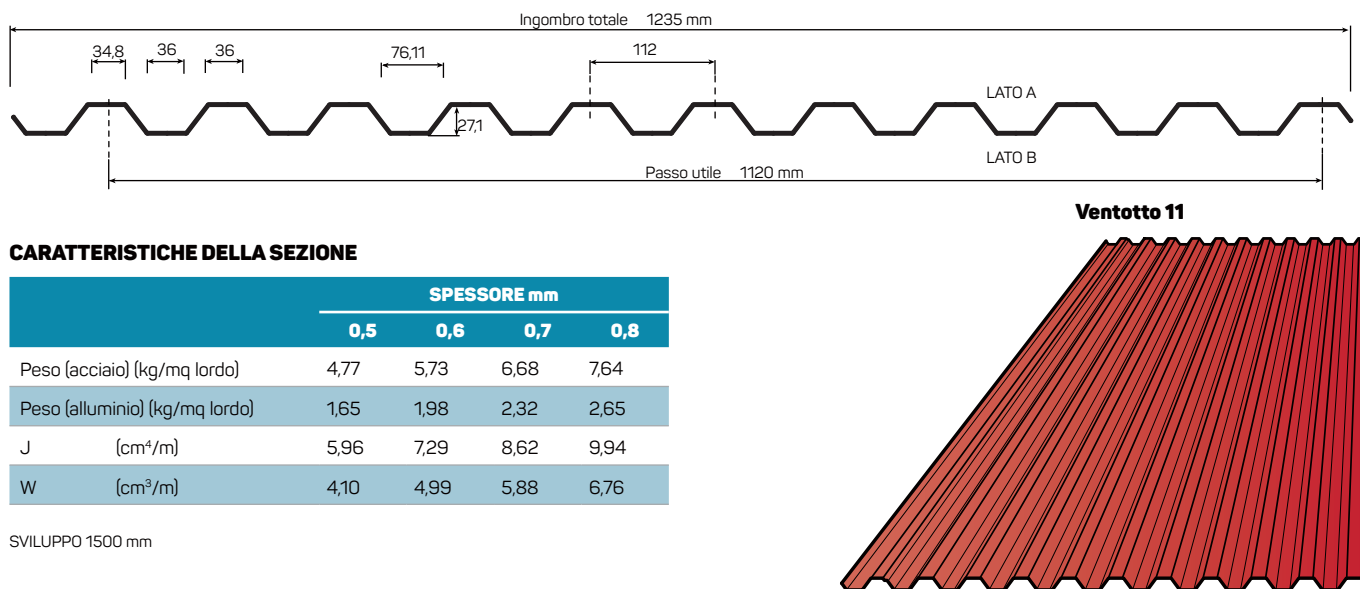 Ingombro totale 1235 mm
34,8 36 36 76,11 112
LATO A
27,1
LATO B
Passo utile 1120 mm
Ventotto 11
CARATTERISTICHE DELLA SEZIONE
SPESSORE mm
0,5 0,6 0,7 0,8
Peso (acciaio) (kg/mq lordo) 4,77 5,73 6,68 7,64
Peso (alluminio) (kg/mq lordo) 1,65 1,98 2,32 2,65
J (cm⁴/m) 5,96 7,29 8,62 9,94
W (cm³/m) 4,10 4,99 5,88 6,76
SVILUPPO 1500 mm